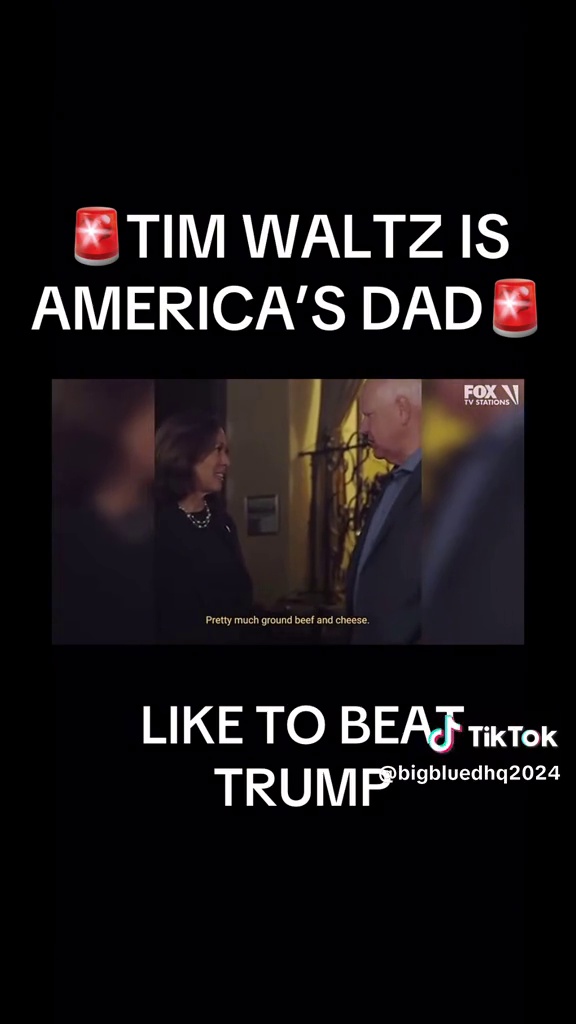 🚨TIM WALTZ IS
AMERICA'S DAD🚨
FOX
TV STATIONS
Pretty much ground beef and cheese.
LIKE TO BEAT
TRUMP
TikTok
@bigbluedhq2024